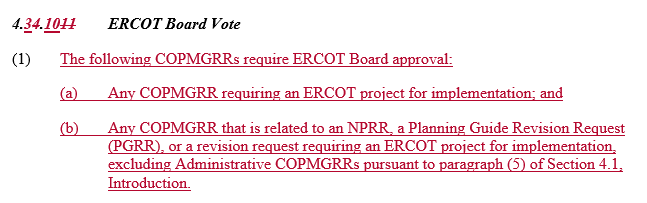 4.34.1011 ERCOT Board Vote
(1) The following COPMGRRs require ERCOT Board approval:
(a) Any COPMGRR requiring an ERCOT project for implementation; and
(b) Any COPMGRR that is related to an NPRR, a Planning Guide Revision Request
(PGRR), or a revision request requiring an ERCOT project for implementation,
excluding Administrative COPMGRRs pursuant to paragraph (5) of Section 4.1,
Introduction.